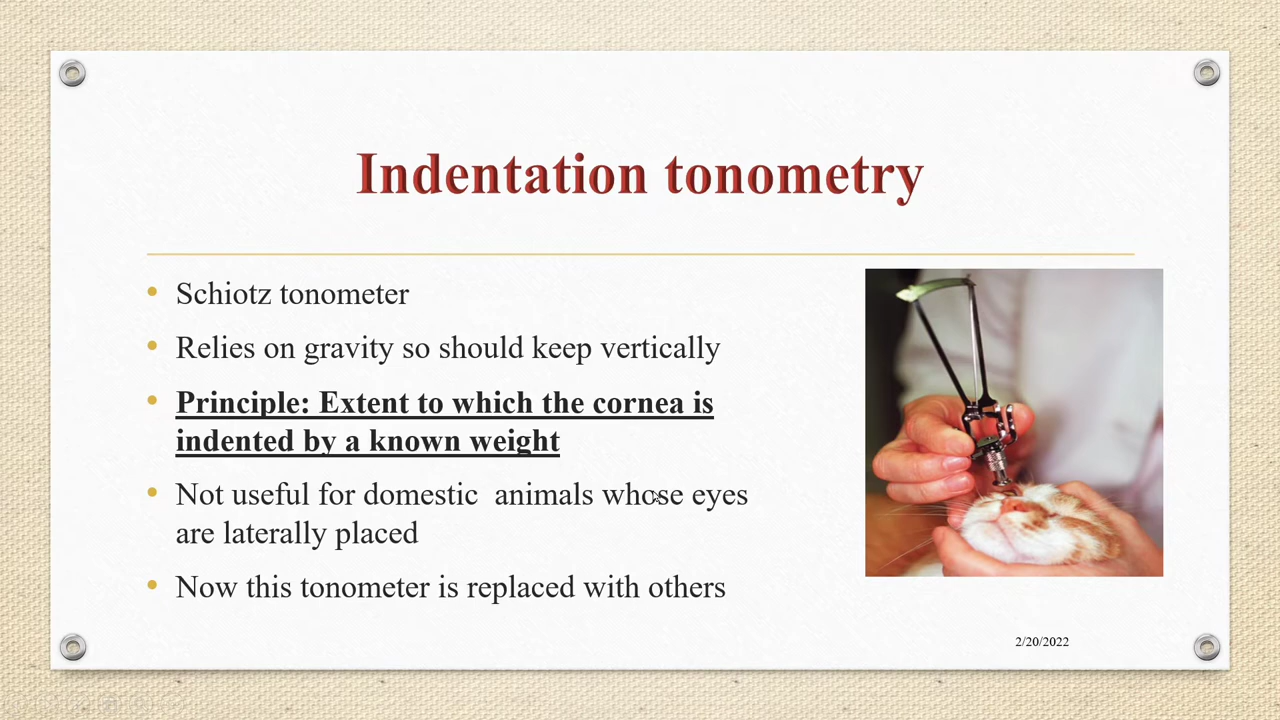 Indentation tonometry
• Schiotz tonometer
• Relies on gravity so should keep vertically
• Principle: Extent to which the cornea is
indented by a known weight
• Not useful for domestic  animals whose eyes
are laterally placed
• Now this tonometer is replaced with others
2/20/2022